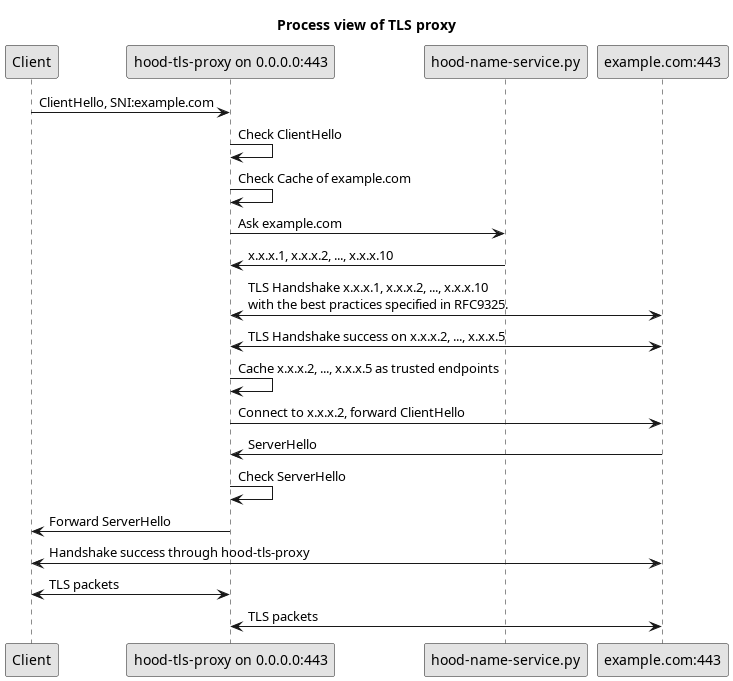 Process view of TLS proxy
Client
hood-tls-proxy on 0.0.0.0:443
hood-name-service.py
example.com:443
ClientHello, SNI:example.com
Check ClientHello
Check Cache of example.com
Ask example.com
x.x.x.1, x.x.x.2, ..., x.x.x.10
TLS Handshake x.x.x.1, x.x.x.2, ..., x.x.x.10
with the best practices specified in RFC9325.
TLS Handshake success on x.x.x.2, ..., x.x.x.5
Cache x.x.x.2, ..., x.x.x.5 as trusted endpoints
Connect to x.x.x.2, forward ClientHello
ServerHello
Check ServerHello
Forward ServerHello
Handshake success through hood-tls-proxy
TLS packets
TLS packets
Client
hood-tls-proxy on 0.0.0.0:443
hood-name-service.py
example.com:443